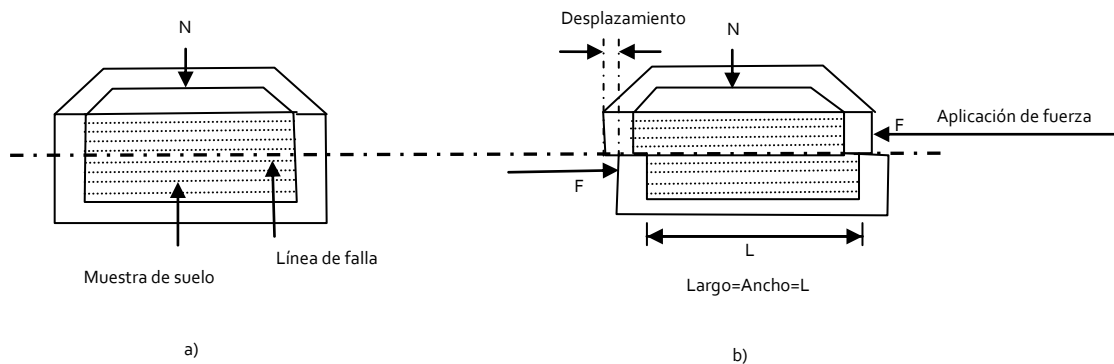 N
Línea de falla
Muestra de suelo
a)
Desplazamiento
N
F
Aplicación de fuerza
F
L
Largo=Ancho=L
b)